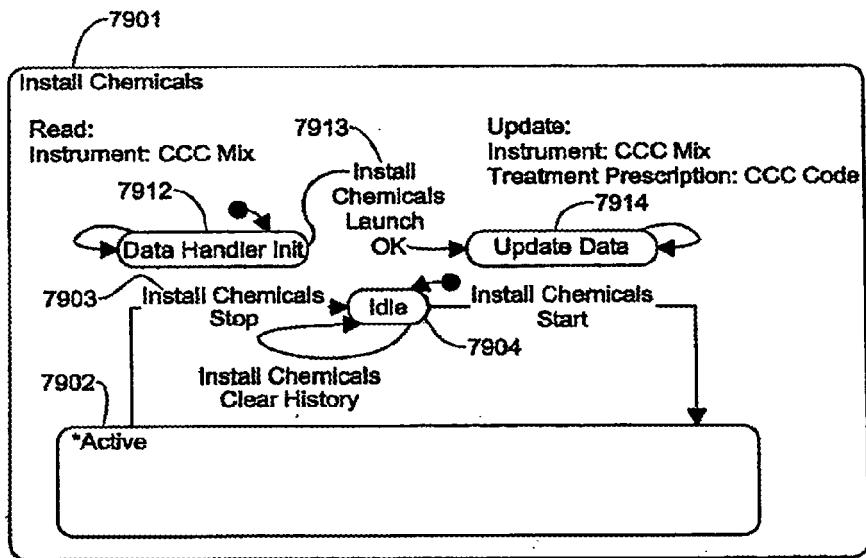 7901
Install Chemicals
Read:
Instrument: CCC Mix
7913
Update:
Instrument: CCC Mix
Treatment Prescription: CCC Code
7912
Install
Chemicals
Launch
OK
7914
Data Handler Init
Update Data
7903
Install Chemicals
Stop
Idle
Install Chemicals
Start
7904
Install Chemicals
Clear History
7902
*Active